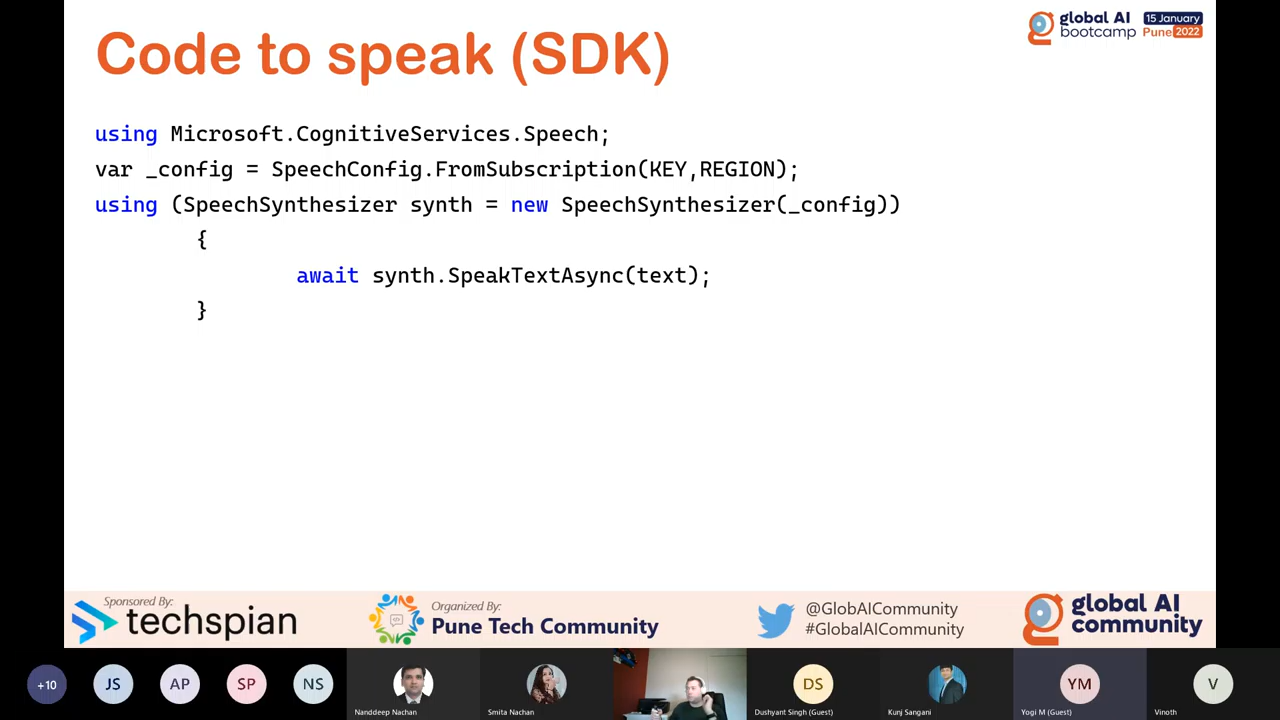 Code to speak (SDK)
global AI bootcamp
15 January
Pune 2022
using Microsoft.CognitiveServices.Speech;
var _config = SpeechConfig.FromSubscription(KEY,REGION);
using (SpeechSynthesizer synth = new SpeechSynthesizer(_config))
{
await synth.SpeakTextAsync(text);
}
Sponsored By:
techspian
Organized By:
Pune Tech Community
@GlobAICommunity
#GlobalAICommunity
global AI
community
+10
JS
AP
SP
NS
Nanddeep Nachan
Smita Nachan
DS
Dushyant Singh (Guest)
Kunj Sangani
YM
Yogi M (Guest)
V
Vinoth